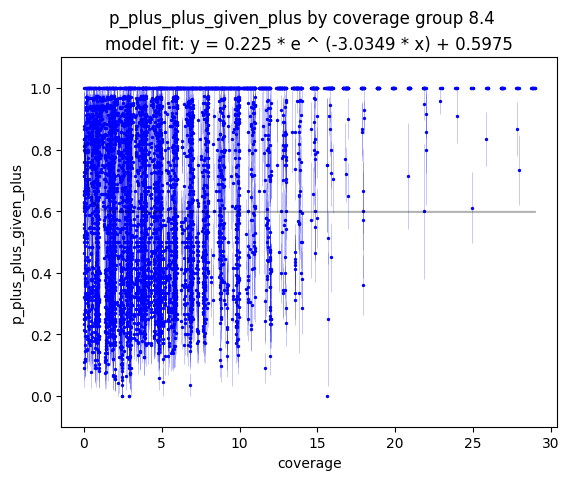 p_plus_plus_given_plus by coverage group 8.4
model fit: y = 0.225 * e ^ (-3.0349 * x) + 0.5975
p_plus_plus_given_plus
1.0
0.8
0.6
0.4
0.2
0.0
0 5 10 15 20 25 30
coverage